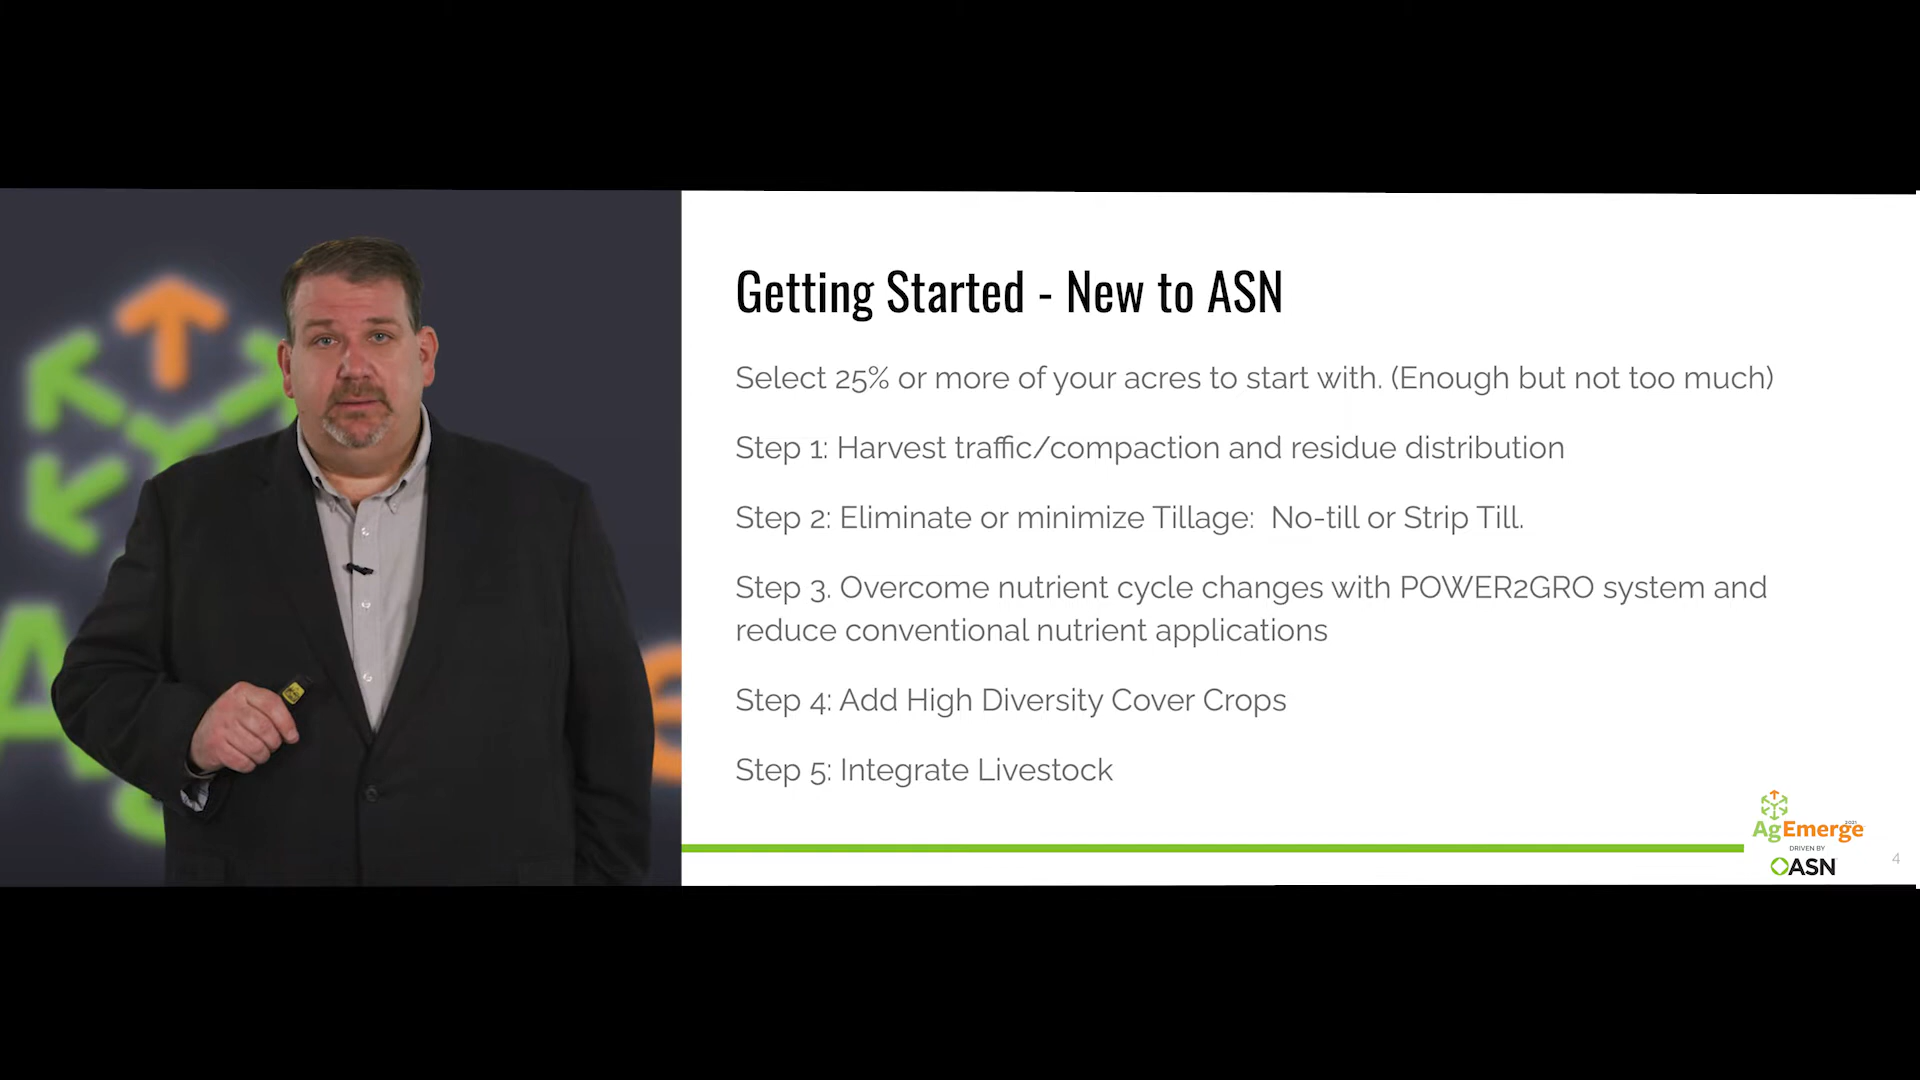 Getting Started - New to ASN
Select 25% or more of your acres to start with. (Enough but not too much)
Step 1: Harvest traffic/compaction and residue distribution
Step 2: Eliminate or minimize Tillage:  No-till or Strip Till.
Step 3. Overcome nutrient cycle changes with POWER2GRO system and
reduce conventional nutrient applications
Step 4: Add High Diversity Cover Crops
Step 5: Integrate Livestock
2021
AgEmerge
DRIVEN BY
ASN
4